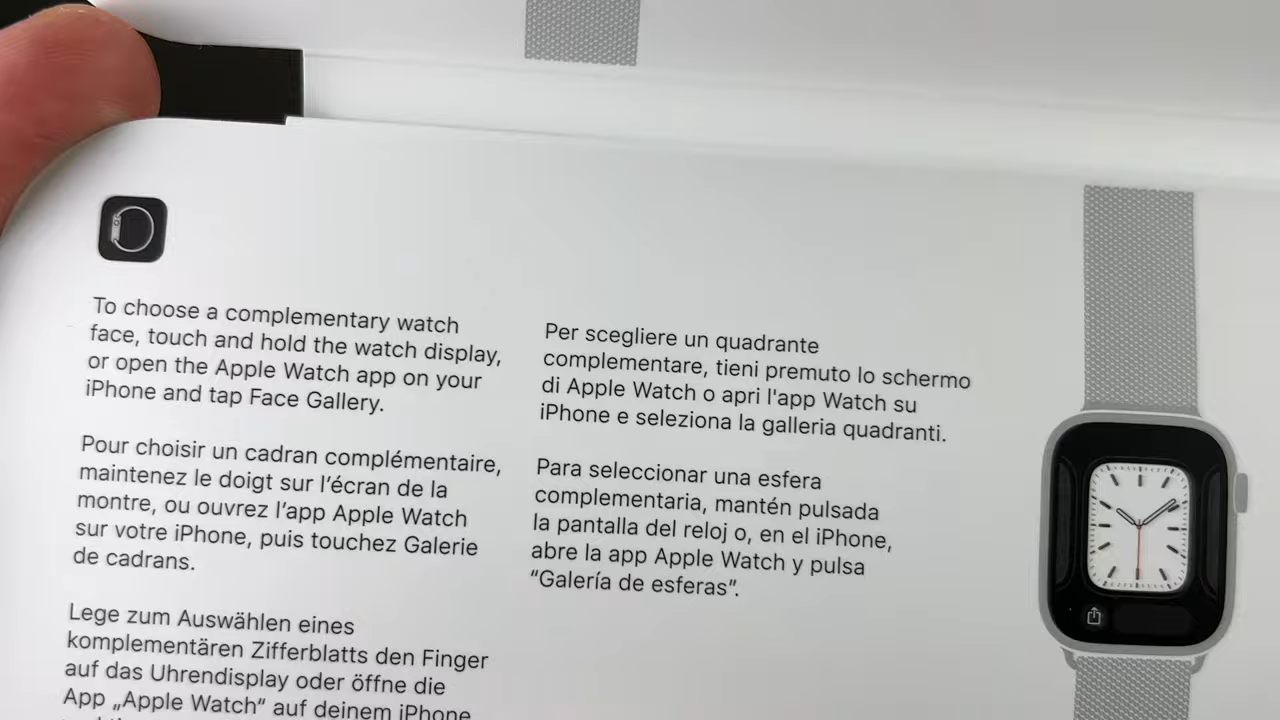 To choose a complementary watch
face, touch and hold the watch display,
or open the Apple Watch app on your
iPhone and tap Face Gallery.
Pour choisir un cadran complémentaire,
maintenez le doigt sur l’écran de la
montre, ou ouvrez l’app Apple Watch
sur votre iPhone, puis touchez Galerie
de cadrans.
Lege zum Auswählen eines
komplementären Zifferblatts den Finger
auf das Uhrendisplay oder öffne die
App „Apple Watch“ auf deinem iPhone
Per scegliere un quadrante
complementare, tieni premuto lo schermo
di Apple Watch o apri l'app Watch su
iPhone e seleziona la galleria quadranti.
Para seleccionar una esfera
complementaria, mantén pulsada
la pantalla del reloj o, en el iPhone,
abre la app Apple Watch y pulsa
“Galería de esferas”.